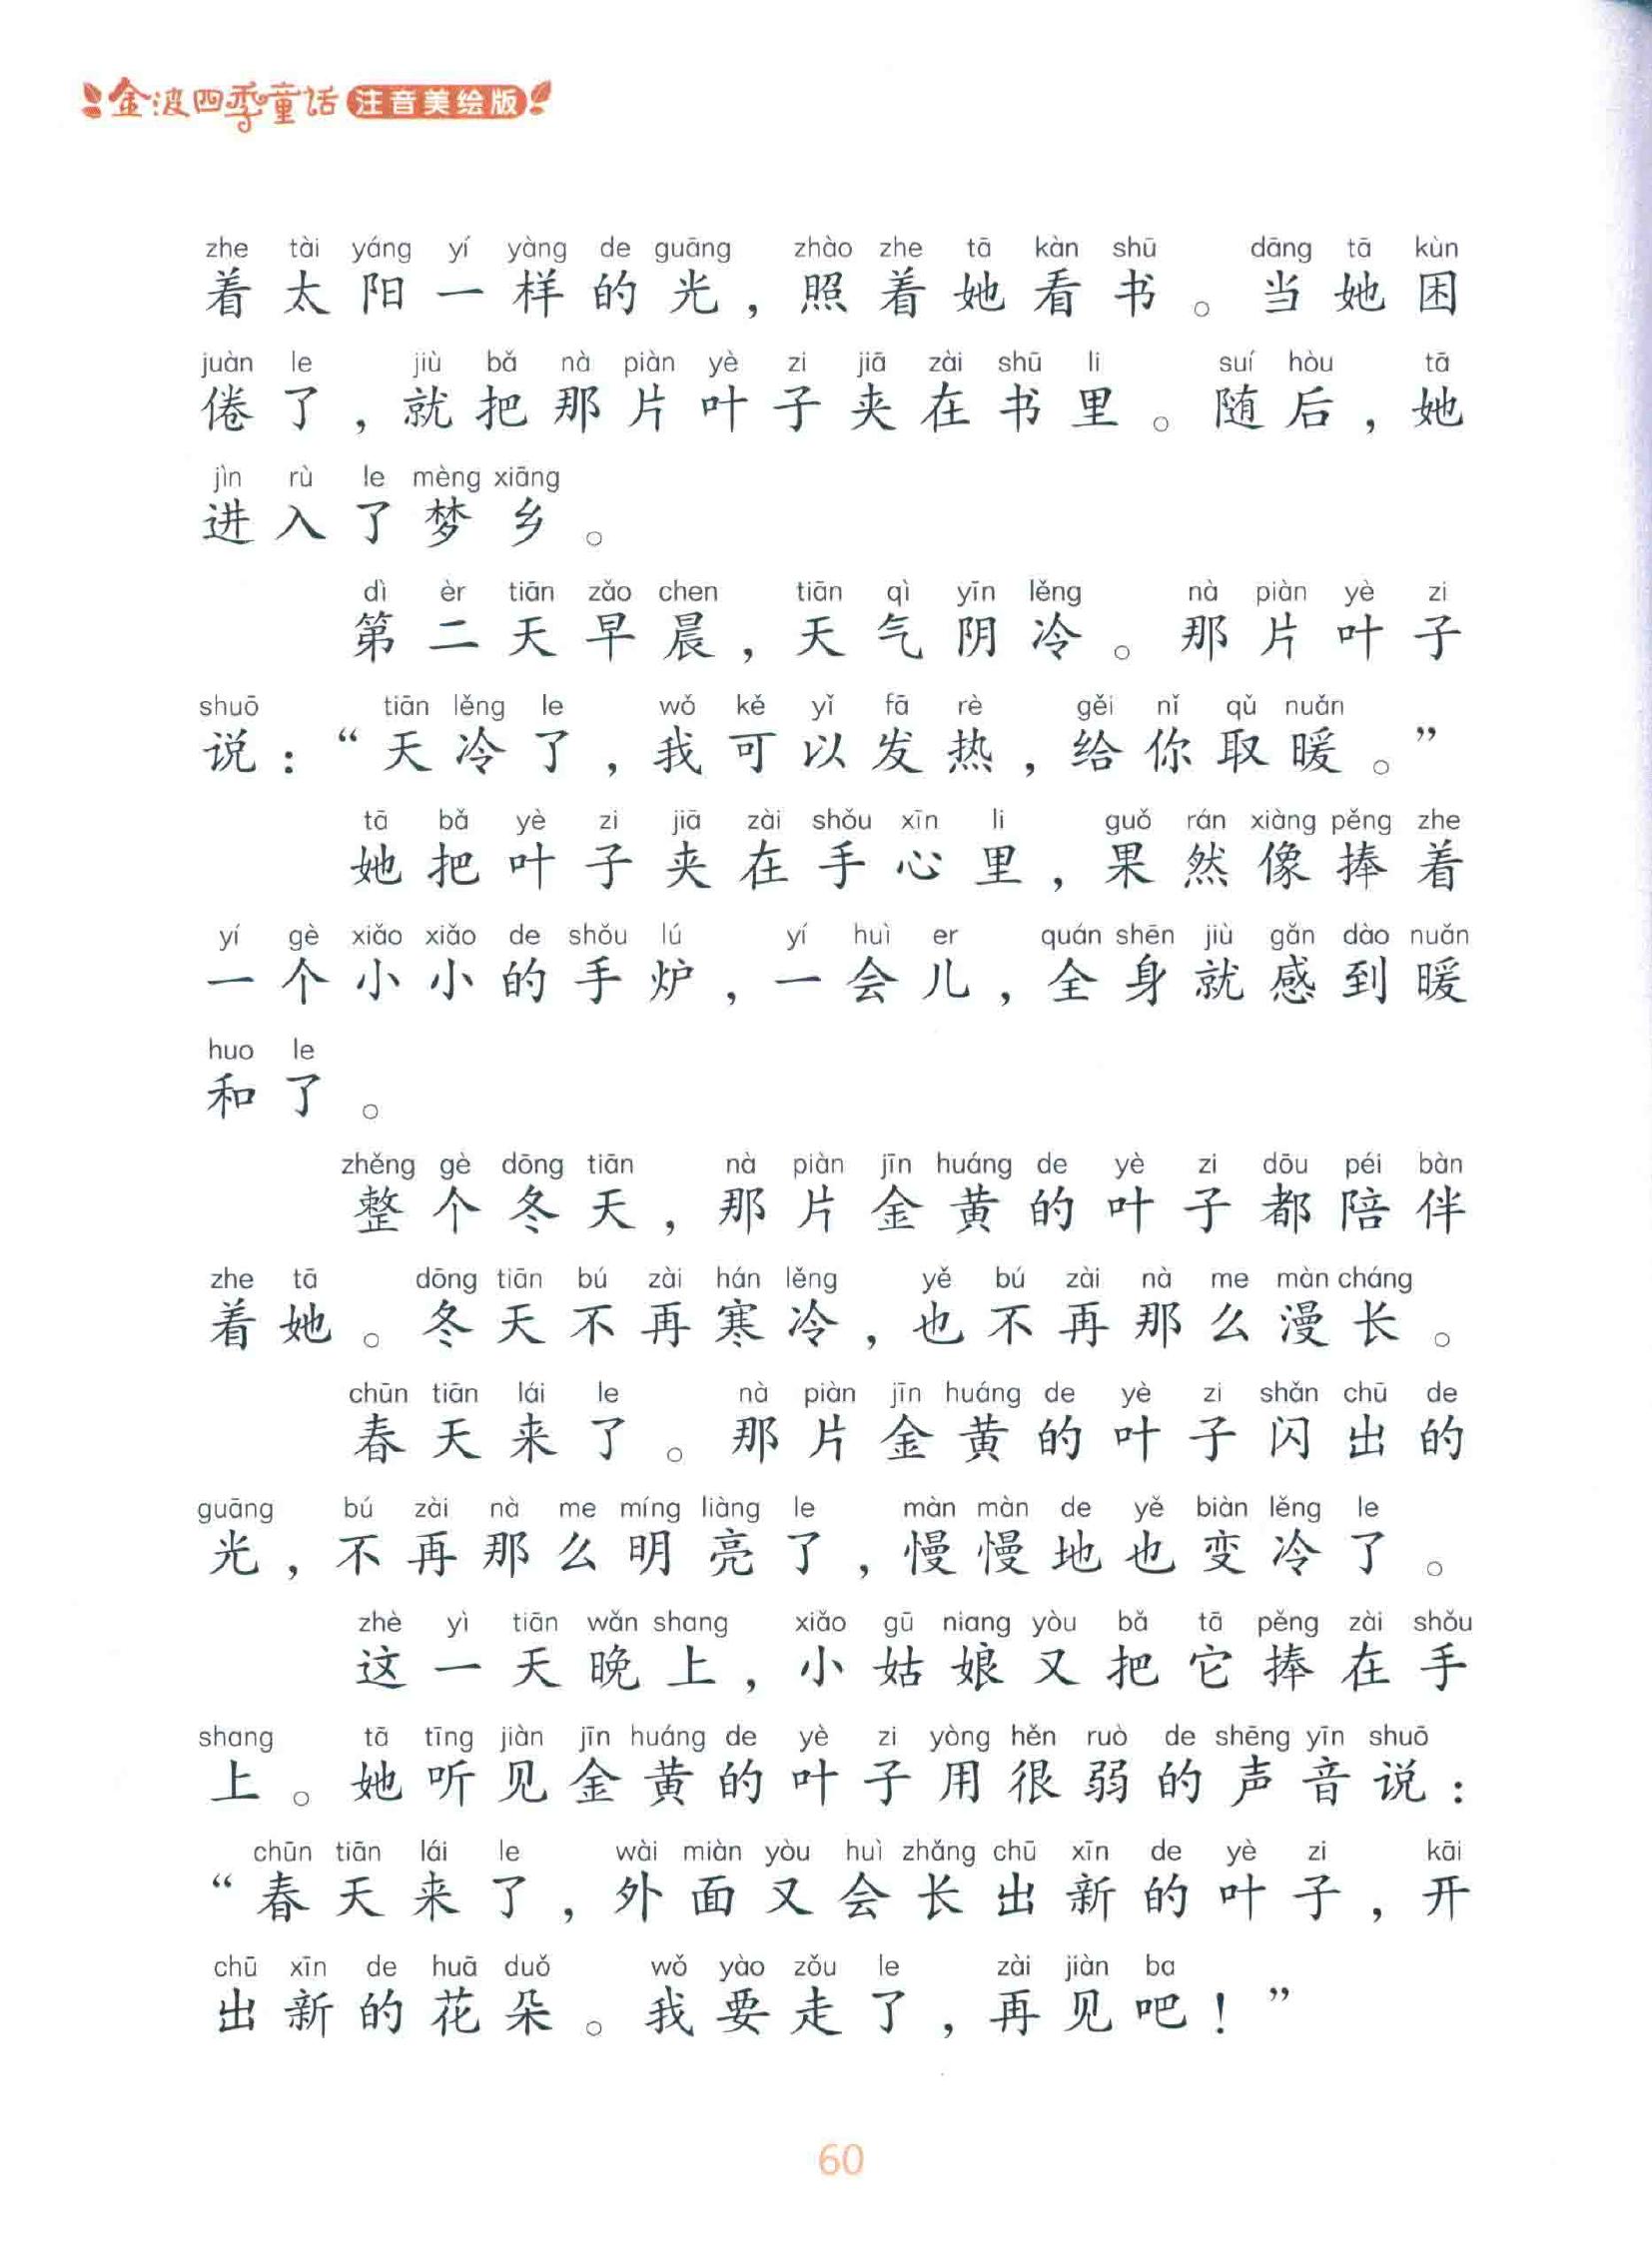 金波四季童话 注音美绘版
zhe tài yáng yí yàng de guāng zhào zhe tā kàn shū dāng tā kùn
着太阳一样的光，照着她看书。当她困
juàn le jiù bǎ nà piàn yè zi jiā zài shū li suí hòu tā
倦了，就把那片叶子夹在书里。随后，她
jìn rù le mèng xiāng
进入了梦乡。
dì èr tiān zǎo chen tiān qì yīn lěng nà piàn yè zi
第二天早晨，天气阴冷。那片叶子
shuō tiān lěng le wǒ kě yǐ fā rè gěi nǐ qǔ nuǎn
说：“天冷了，我可以发热，给你取暖。”
tā bǎ yè zi jiā zài shǒu xīn li guǒ rán xiàng pěng zhe
她把叶子夹在手心里，果然像捧着
yí gè xiǎo xiǎo de shǒu lú yí huì er quán shēn jiù gǎn dào nuǎn
一个小小的手炉，一会儿，全身就感到暖
huo le
和了。
zhěng gè dōng tiān nà piàn jīn huáng de yè zi dōu péi bàn
整个冬天，那片金黄的叶子都陪伴
zhe tā dōng tiān bú zài hán lěng yě bú zài nà me màn cháng
着她。冬天不再寒冷，也不再那么漫长。
chūn tiān lái le nà piàn jīn huáng de yè zi shǎn chū de
春天来了。那片金黄的叶子闪出的
guāng bú zài nà me míng liàng le màn màn de yě biàn lěng le
光，不再那么明亮了，慢慢地也变冷了。
zhè yì tiān wǎn shang xiǎo gū niang yòu bǎ tā pěng zài shǒu
这一天晚上，小姑娘又把它捧在手
shang tā tīng jiàn jīn huáng de yè zi yòng hěn ruò de shēng yīn shuō
上。她听见金黄的叶子用很弱的声音说：
chūn tiān lái le wài miàn yòu huì zhǎng chū xīn de yè zi kāi
“春天来了，外面又会长出新的叶子，开
chū xīn de huā duǒ wǒ yào zǒu le zài jiàn ba
出新的花朵。我要走了，再见吧！”
60